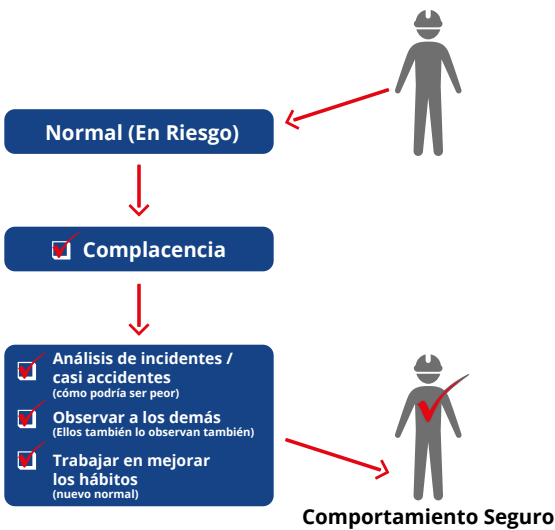 Normal (En Riesgo)
Complacencia
Análisis de incidentes /
casi accidentes
(cómo podría ser peor)
Observar a los demás
(Ellos también lo observan también)
Trabajar en mejorar
los hábitos
(nuevo normal)
Comportamiento Seguro